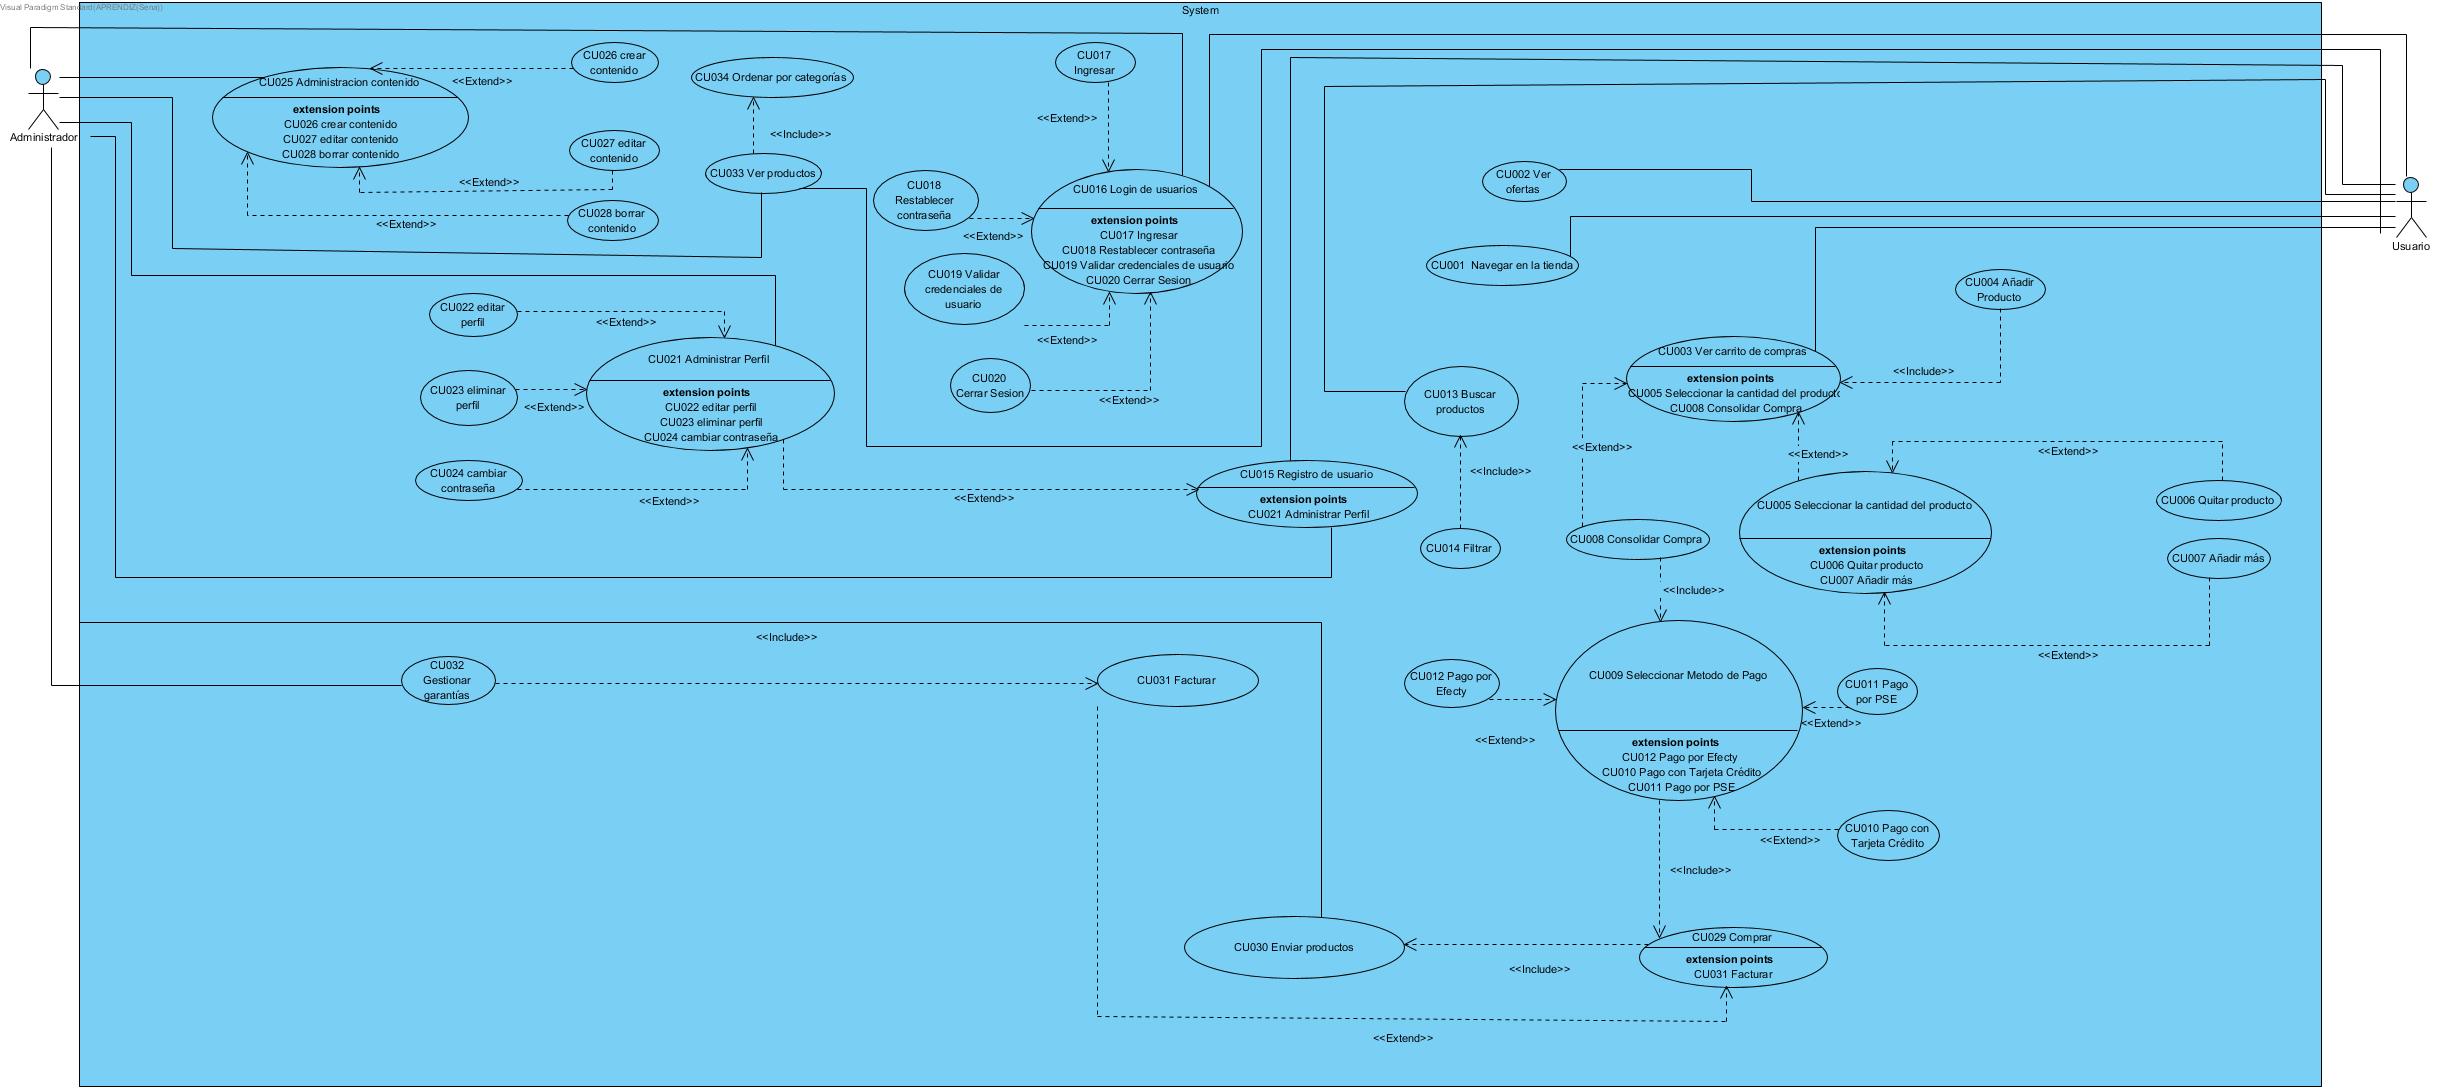 Visual Paradigm Standard(APRENDIZ(Sena))
System
Administrador
Usuario
CU025 Administracion contenido
extension points
CU026 crear contenido
CU027 editar contenido
CU028 borrar contenido
CU026 crear
contenido
<<Extend>>
CU027 editar
contenido
<<Extend>>
CU028 borrar
contenido
<<Extend>>
CU034 Ordenar por categorías
<<Include>>
CU033 Ver productos
CU017
Ingresar
<<Extend>>
CU018
Restablecer
contraseña
<<Extend>>
CU016 Login de usuarios
extension points
CU017 Ingresar
CU018 Restablecer contraseña
CU019 Validar credenciales de usuario
CU020 Cerrar Sesion
CU019 Validar
credenciales de
usuario
<<Extend>>
CU020
Cerrar Sesion
<<Extend>>
CU002 Ver
ofertas
CU001  Navegar en la tienda
CU004 Añadir
Producto
<<Include>>
CU003 Ver carrito de compras
extension points
CU005 Seleccionar la cantidad del producto
CU008 Consolidar Compra
<<Extend>>
<<Extend>>
CU022 editar
perfil
<<Extend>>
CU021 Administrar Perfil
extension points
CU022 editar perfil
CU023 eliminar perfil
CU024 cambiar contraseña
CU023 eliminar
perfil
<<Extend>>
CU024 cambiar
contraseña
<<Extend>>
<<Extend>>
CU015 Registro de usuario
extension points
CU021 Administrar Perfil
CU013 Buscar
productos
<<Include>>
CU014 Filtrar
CU008 Consolidar Compra
<<Include>>
CU005 Seleccionar la cantidad del producto
extension points
CU006 Quitar producto
CU007 Añadir más
<<Extend>>
CU006 Quitar producto
CU007 Añadir más
<<Extend>>
<<Include>>
CU032
Gestionar
garantías
CU031 Facturar
CU012 Pago por
Efecty
<<Extend>>
CU009 Seleccionar Metodo de Pago
extension points
CU012 Pago por Efecty
CU010 Pago con Tarjeta Crédito
CU011 Pago por PSE
CU011 Pago
por PSE
<<Extend>>
CU010 Pago con
Tarjeta Crédito
<<Extend>>
<<Include>>
CU030 Enviar productos
<<Include>>
CU029 Comprar
extension points
CU031 Facturar
<<Extend>>